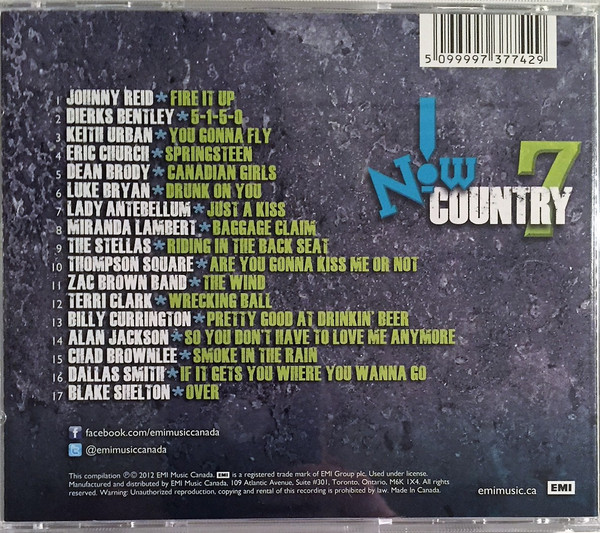 5 099997 377429
1 JOHNNY REID * FIRE IT UP
2 DIERKS BENTLEY * 5-1-5-0
3 KEITH URBAN * YOU GONNA FLY
4 ERIC CHURCH * SPRINGSTEEN
5 DEAN BRODY * CANADIAN GIRLS
6 LUKE BRYAN * DRUNK ON YOU
7 LADY ANTEBELLUM * JUST A KISS
8 MIRANDA LAMBERT * BAGGAGE CLAIM
9 THE STELLAS * RIDING IN THE BACK SEAT
10 THOMPSON SQUARE * ARE YOU GONNA KISS ME OR NOT
11 ZAC BROWN BAND * THE WIND
12 TERRI CLARK * WRECKING BALL
13 BILLY CURRINGTON * PRETTY GOOD AT DRINKIN' BEER
14 ALAN JACKSON * SO YOU DON'T HAVE TO LOVE ME ANYMORE
15 CHAD BROWNLEE * SMOKE IN THE RAIN
16 DALLAS SMITH * IF IT GETS YOU WHERE YOU WANNA GO
17 BLAKE SHELTON * OVER
Now!
COUNTRY 7
f facebook.com/emimusiccanada
@emimusiccanada
This compilation ℗© 2012 EMI Music Canada. EMI is a registered trade mark of EMI Group plc. Used under license.
Manufactured and distributed by EMI Music Canada, 109 Atlantic Avenue, Suite #301, Toronto, Ontario, M6K 1X4. All rights
reserved. Warning: Unauthorized reproduction, copying and rental of this recording is prohibited by law. Made In Canada.
emimusic.ca EMI